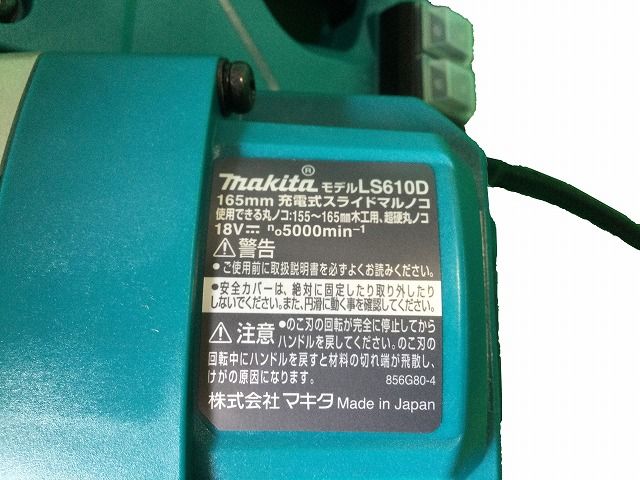 makita® モデルLS610D
165mm 充電式スライドマルノコ
使用できる丸ノコ:155～165mm木工用、超硬丸ノコ
18V⎓ n₀5000min⁻¹
⚠警告
●ご使用前に取扱説明書を必ずよくお読みください。
●安全カバーは、絶対に固定したり取り外したり
しないでください。また、円滑に動く事を確認してください。
⚠注意 ●のこ刃の回転が完全に停止してから
ハンドルを戻してください。のこ刃の
回転中にハンドルを戻すと材料の切れ端が飛散し、
けがの原因になります。 856G80-4
株式会社マキタ Made in Japan